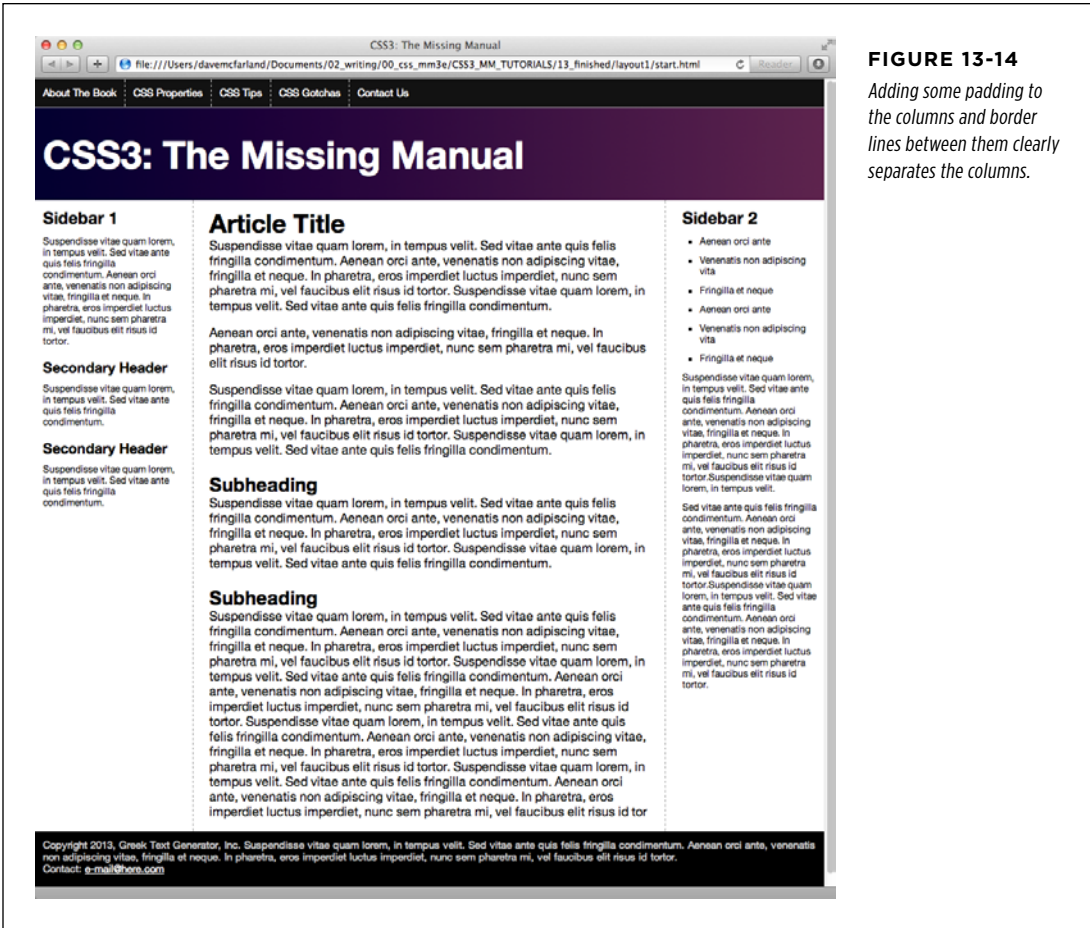 CSS3: The Missing Manual
file:///Users/davemcfarland/Documents/02_writing/00_css_mm3e/CSS3_MM_TUTORIALS/13_finished/layout1/start.html
Reader
About The Book
CSS Properties
CSS Tips
CSS Gotchas
Contact Us
CSS3: The Missing Manual
Sidebar 1
Suspendisse vitae quam lorem,
in tempus velit. Sed vitae ante
quis felis fringilla
condimentum. Aenean orci
ante, venenatis non adipiscing
vitae, fringilla et neque. In
pharetra, eros imperdiet luctus
imperdiet, nunc sem pharetra
mi, vel faucibus elit risus id
tortor.
Secondary Header
Suspendisse vitae quam lorem,
in tempus velit. Sed vitae ante
quis felis fringilla
condimentum.
Secondary Header
Suspendisse vitae quam lorem,
in tempus velit. Sed vitae ante
quis felis fringilla
condimentum.
Article Title
Suspendisse vitae quam lorem, in tempus velit. Sed vitae ante quis felis
fringilla condimentum. Aenean orci ante, venenatis non adipiscing vitae,
fringilla et neque. In pharetra, eros imperdiet luctus imperdiet, nunc sem
pharetra mi, vel faucibus elit risus id tortor. Suspendisse vitae quam lorem, in
tempus velit. Sed vitae ante quis felis fringilla condimentum.
Aenean orci ante, venenatis non adipiscing vitae, fringilla et neque. In
pharetra, eros imperdiet luctus imperdiet, nunc sem pharetra mi, vel faucibus
elit risus id tortor.
Suspendisse vitae quam lorem, in tempus velit. Sed vitae ante quis felis
fringilla condimentum. Aenean orci ante, venenatis non adipiscing vitae,
fringilla et neque. In pharetra, eros imperdiet luctus imperdiet, nunc sem
pharetra mi, vel faucibus elit risus id tortor. Suspendisse vitae quam lorem, in
tempus velit. Sed vitae ante quis felis fringilla condimentum.
Subheading
Suspendisse vitae quam lorem, in tempus velit. Sed vitae ante quis felis
fringilla condimentum. Aenean orci ante, venenatis non adipiscing vitae,
fringilla et neque. In pharetra, eros imperdiet luctus imperdiet, nunc sem
pharetra mi, vel faucibus elit risus id tortor. Suspendisse vitae quam lorem, in
tempus velit. Sed vitae ante quis felis fringilla condimentum.
Subheading
Suspendisse vitae quam lorem, in tempus velit. Sed vitae ante quis felis
fringilla condimentum. Aenean orci ante, venenatis non adipiscing vitae,
fringilla et neque. In pharetra, eros imperdiet luctus imperdiet, nunc sem
pharetra mi, vel faucibus elit risus id tortor. Suspendisse vitae quam lorem, in
tempus velit. Sed vitae ante quis felis fringilla condimentum. Aenean orci
ante, venenatis non adipiscing vitae, fringilla et neque. In pharetra, eros
imperdiet luctus imperdiet, nunc sem pharetra mi, vel faucibus elit risus id
tortor. Suspendisse vitae quam lorem, in tempus velit. Sed vitae ante quis
felis fringilla condimentum. Aenean orci ante, venenatis non adipiscing vitae,
fringilla et neque. In pharetra, eros imperdiet luctus imperdiet, nunc sem
pharetra mi, vel faucibus elit risus id tortor. Suspendisse vitae quam lorem, in
tempus velit. Sed vitae ante quis felis fringilla condimentum. Aenean orci
ante, venenatis non adipiscing vitae, fringilla et neque. In pharetra, eros
imperdiet luctus imperdiet, nunc sem pharetra mi, vel faucibus elit risus id tor
Sidebar 2
Aenean orci ante
Venenatis non adipiscing
vita
Fringilla et neque
Aenean orci ante
Venenatis non adipiscing
vita
Fringilla et neque
Suspendisse vitae quam lorem,
in tempus velit. Sed vitae ante
quis felis fringilla
condimentum. Aenean orci
ante, venenatis non adipiscing
vitae, fringilla et neque. In
pharetra, eros imperdiet luctus
imperdiet, nunc sem pharetra
mi, vel faucibus elit risus id
tortor.Suspendisse vitae quam
lorem, in tempus velit.
Sed vitae ante quis felis fringilla
condimentum. Aenean orci
ante, venenatis non adipiscing
vitae, fringilla et neque. In
pharetra, eros imperdiet luctus
imperdiet, nunc sem pharetra
mi, vel faucibus elit risus id
tortor.Suspendisse vitae quam
lorem, in tempus velit. Sed vitae
ante quis felis fringilla
condimentum. Aenean orci
ante, venenatis non adipiscing
vitae, fringilla et neque. In
pharetra, eros imperdiet luctus
imperdiet, nunc sem pharetra
mi, vel faucibus elit risus id
tortor.
Copyright 2013, Greek Text Generator, Inc. Suspendisse vitae quam lorem, in tempus velit. Sed vitae ante quis felis fringilla condimentum. Aenean orci ante, venenatis
non adipiscing vitae, fringilla et neque. In pharetra, eros imperdiet luctus imperdiet, nunc sem pharetra mi, vel faucibus elit risus id tortor.
Contact: e-mail@here.com
FIGURE 13-14
Adding some padding to
the columns and border
lines between them clearly
separates the columns.